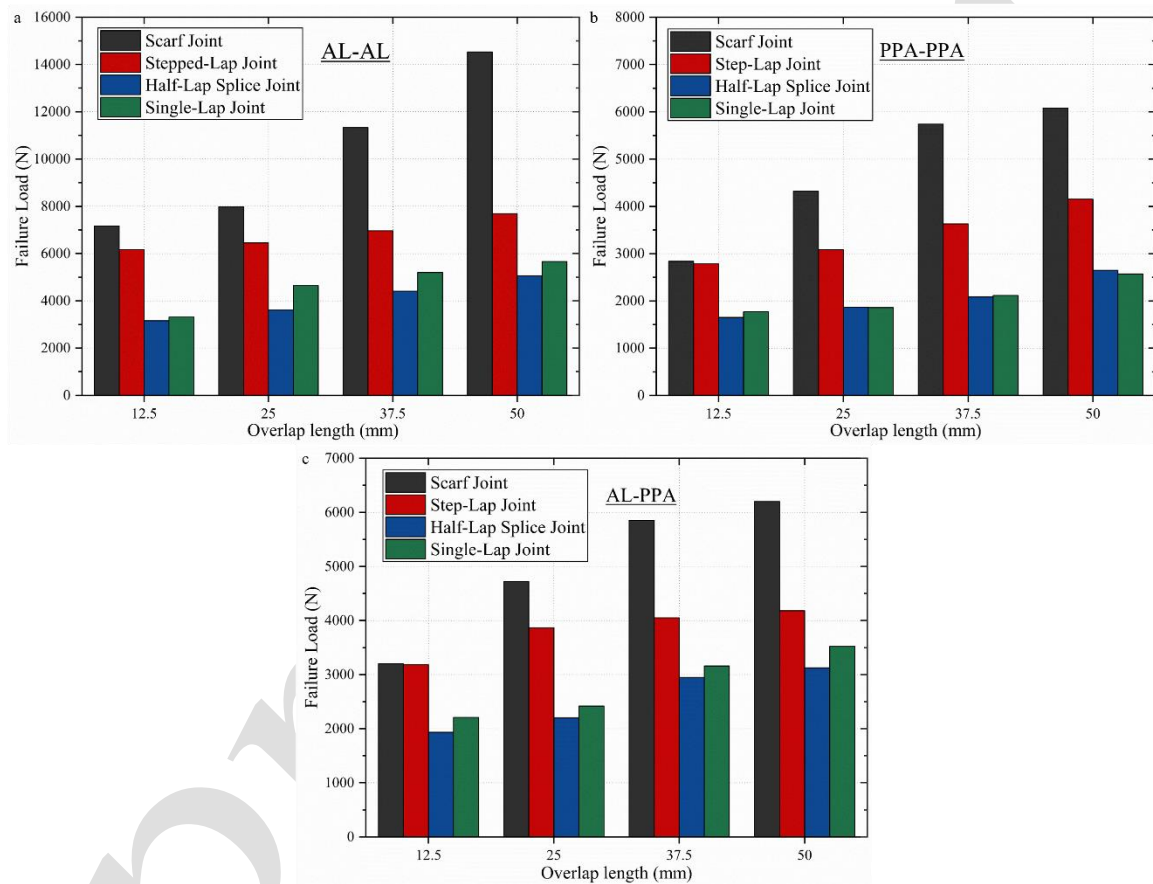 a
AL-AL
Scarf Joint
Stepped-Lap Joint
Half-Lap Splice Joint
Single-Lap Joint
Failure Load (N)
16000
14000
12000
10000
8000
6000
4000
2000
0
12.5 25 37.5 50
Overlap length (mm)
b
PPA-PPA
Scarf Joint
Step-Lap Joint
Half-Lap Splice Joint
Single-Lap Joint
Failure Load (N)
8000
7000
6000
5000
4000
3000
2000
1000
0
12.5 25 37.5 50
Overlap length (mm)
c
AL-PPA
Scarf Joint
Step-Lap Joint
Half-Lap Splice Joint
Single-Lap Joint
Failure Load (N)
7000
6000
5000
4000
3000
2000
1000
0
12.5 25 37.5 50
Overlap length (mm)